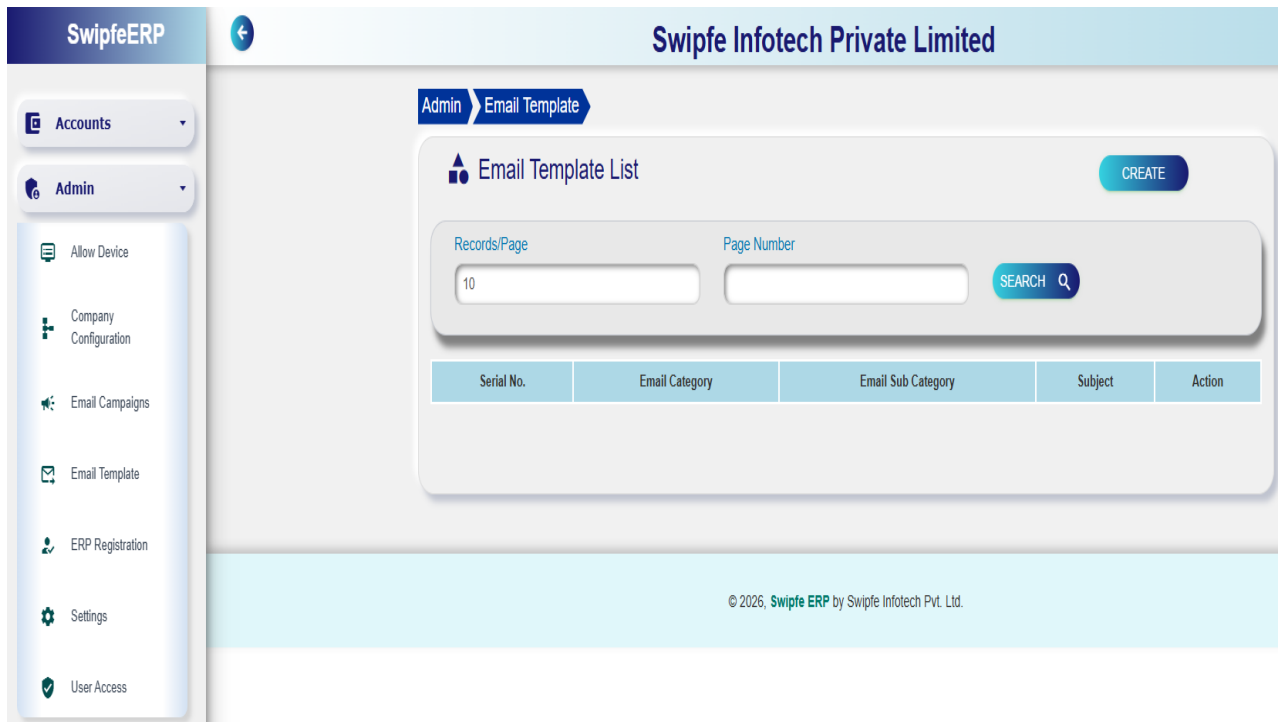 SwipfeERP
Swipfe Infotech Private Limited
Accounts
Admin
Allow Device
Company
Configuration
Email Campaigns
Email Template
ERP Registration
Settings
User Access
Admin Email Template
Email Template List
CREATE
Records/Page Page Number
10
SEARCH
Serial No. Email Category Email Sub Category Subject Action
© 2026, Swipfe ERP by Swipfe Infotech Pvt. Ltd.